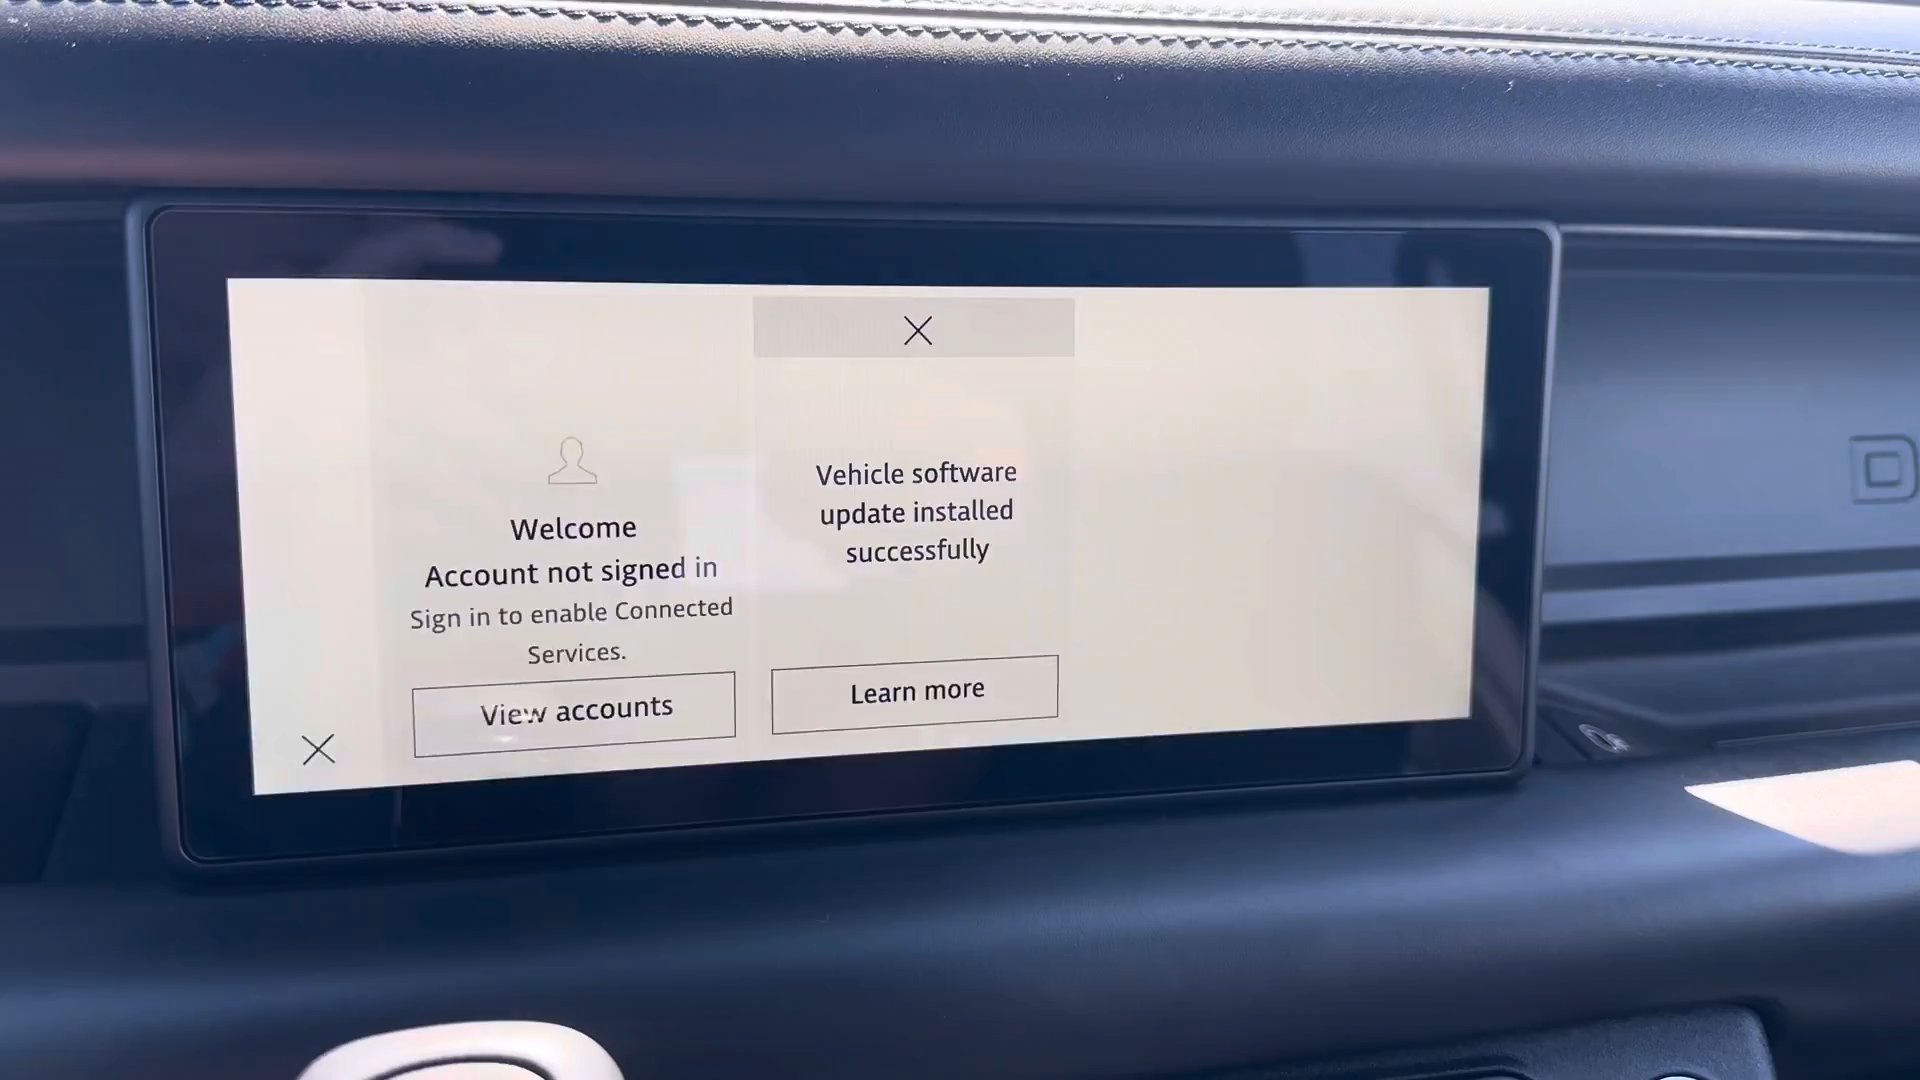 Welcome
Account not signed in
Sign in to enable Connected
Services.
View accounts
Vehicle software
update installed
successfully
Learn more